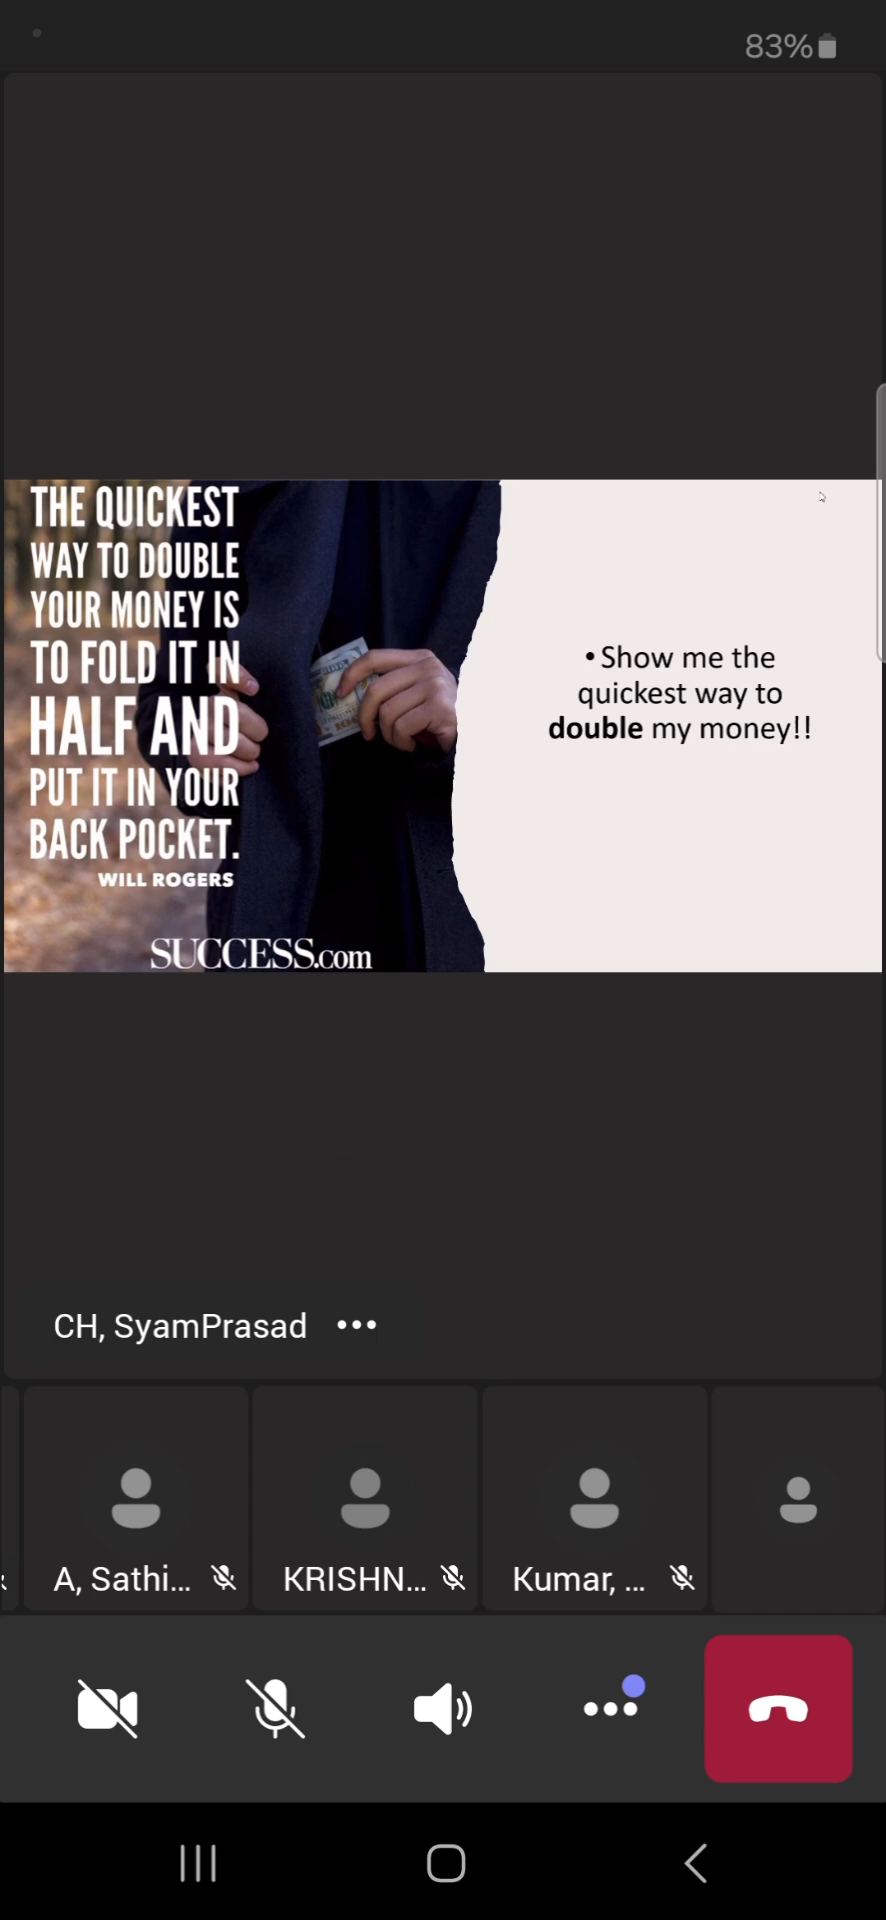 83%
THE QUICKEST
WAY TO DOUBLE
YOUR MONEY IS
TO FOLD IT IN
HALF AND
PUT IT IN YOUR
BACK POCKET.
WILL ROGERS
SUCCESS.com
• Show me the
quickest way to
double my money!!
CH, SyamPrasad
A, Sathi...
KRISHN...
Kumar, ...